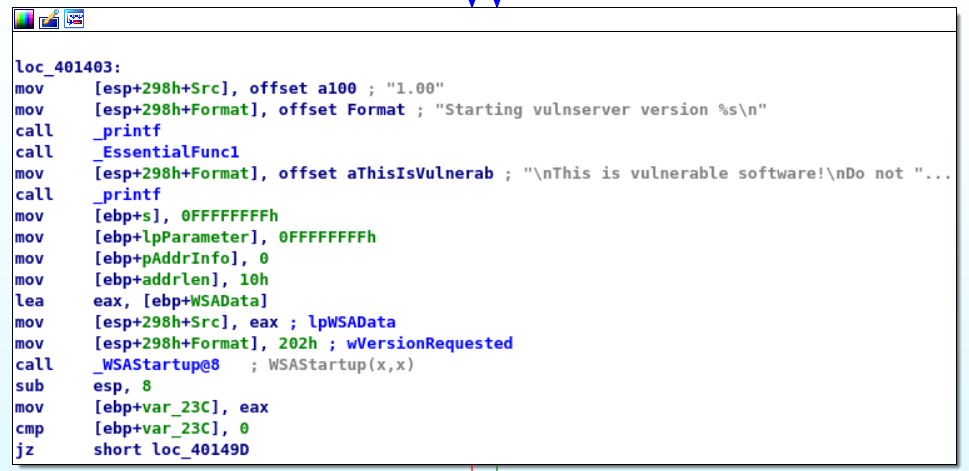 loc_401403:
mov [esp+298h+Src], offset a100 ; "1.00"
mov [esp+298h+Format], offset Format ; "Starting vulnserver version %s\n"
call _printf
call _EssentialFunc1
mov [esp+298h+Format], offset aThisIsVulnerab ; "\nThis is vulnerable software!\nDo not "...
call _printf
mov [ebp+s], 0FFFFFFFFh
mov [ebp+lpParameter], 0FFFFFFFFh
mov [ebp+pAddrInfo], 0
mov [ebp+addrlen], 10h
lea eax, [ebp+WSAData]
mov [esp+298h+Src], eax ; lpWSAData
mov [esp+298h+Format], 202h ; wVersionRequested
call _WSAStartup@8 ; WSAStartup(x,x)
sub esp, 8
mov [ebp+var_23C], eax
cmp [ebp+var_23C], 0
jz short loc_40149D